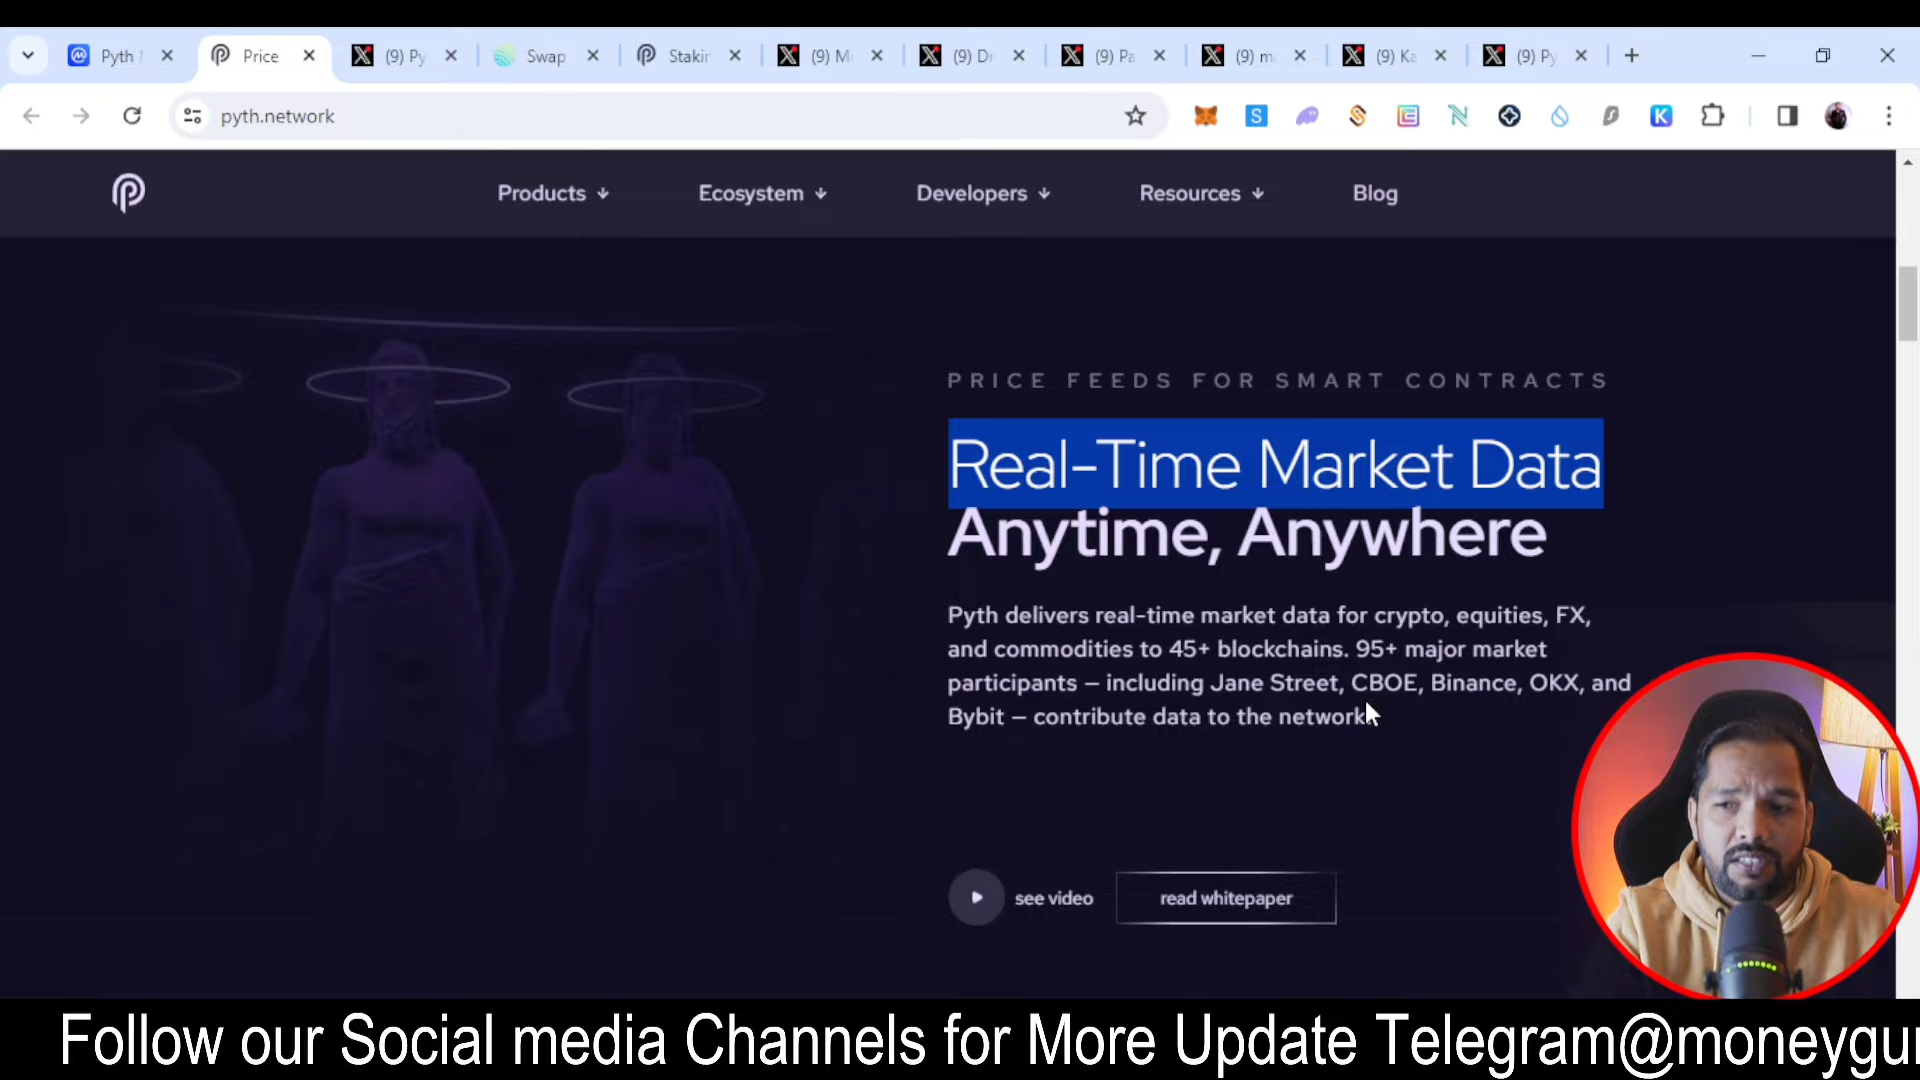 Pyth
Price
(9) Py
Swap
Stakin
(9) M
(9) D
(9) Pa
(9) m
(9) Ka
(9) Py
pyth.network
Products
Ecosystem
Developers
Resources
Blog
PRICE FEEDS FOR SMART CONTRACTS
Real-Time Market Data
Anytime, Anywhere
Pyth delivers real-time market data for crypto, equities, FX,
and commodities to 45+ blockchains. 95+ major market
participants – including Jane Street, CBOE, Binance, OKX, and
Bybit – contribute data to the network.
see video
read whitepaper
Follow our Social media Channels for More Update Telegram@moneygur